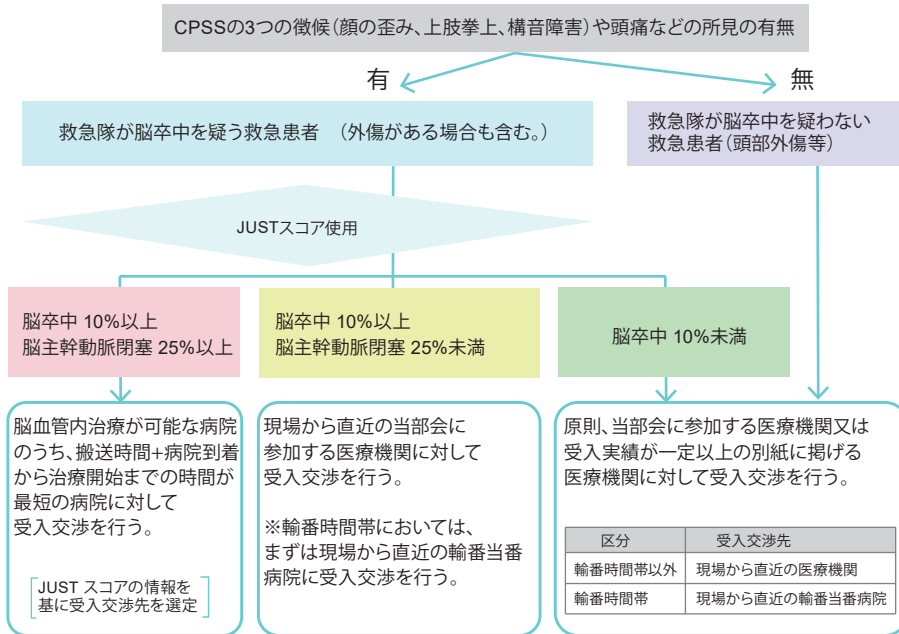 CPSSの3つの徴候(顔の歪み、上肢拳上、構音障害)や頭痛などの所見の有無
有
無
救急隊が脳卒中を疑う救急患者 (外傷がある場合も含む。)
救急隊が脳卒中を疑わない
救急患者(頭部外傷等)
JUSTスコア使用
脳卒中 10%以上
脳主幹動脈閉塞 25%以上
脳卒中 10%以上
脳主幹動脈閉塞 25%未満
脳卒中 10%未満
脳血管内治療が可能な病院
のうち、搬送時間+病院到着
から治療開始までの時間が
最短の病院に対して
受入交渉を行う。
JUST スコアの情報を
基に受入交渉先を選定
現場から直近の当部会に
参加する医療機関に対して
受入交渉を行う。
※輪番時間帯においては、
まずは現場から直近の輪番当番
病院に受入交渉を行う。
原則、当部会に参加する医療機関又は
受入実績が一定以上の別紙に掲げる
医療機関に対して受入交渉を行う。
区分 受入交渉先
輪番時間帯以外 現場から直近の医療機関
輪番時間帯 現場から直近の輪番当番病院